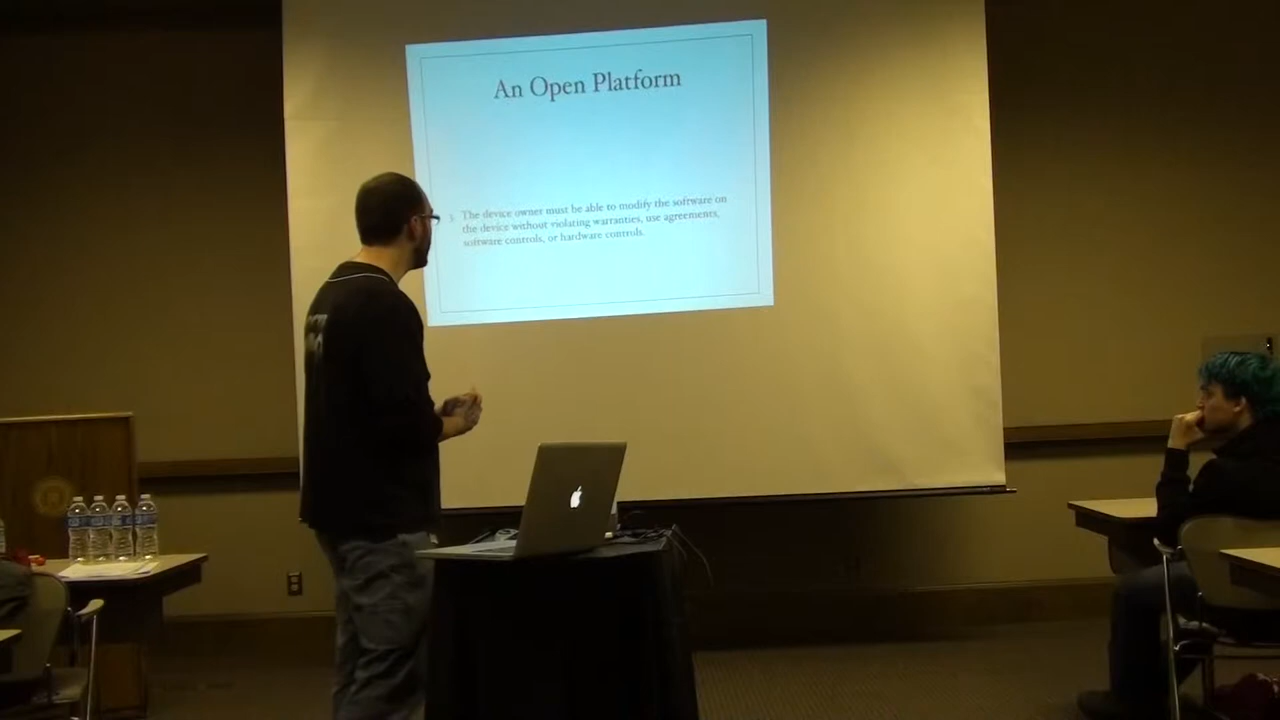 An Open Platform
The device owner must be able to modify the software on
the device without violating warranties, use agreements,
software controls, or hardware controls.